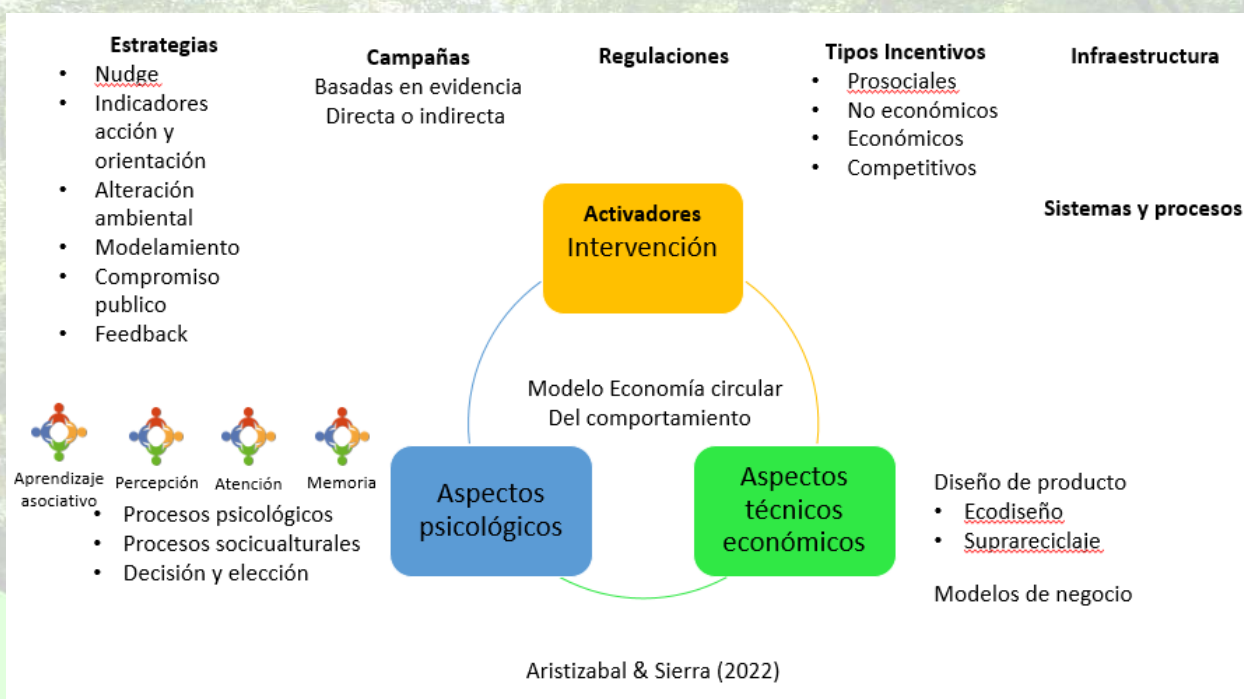 Estrategias
• Nudge
• Indicadores
acción y
orientación
• Alteración
ambiental
• Modelamiento
• Compromiso
publico
• Feedback
Campañas
Basadas en evidencia
Directa o indirecta
Regulaciones
Tipos Incentivos
• Prosociales
• No económicos
• Económicos
• Competitivos
Infraestructura
Sistemas y procesos
Activadores
Intervención
Modelo Economía circular
Del comportamiento
Aprendizaje
asociativo
Percepción
Atención
Memoria
• Procesos psicológicos
• Procesos socicualturales
• Decisión y elección
Aspectos
psicológicos
Aspectos
técnicos
económicos
Diseño de producto
• Ecodiseño
• Suprareciclaje
Modelos de negocio
Aristizabal & Sierra (2022)